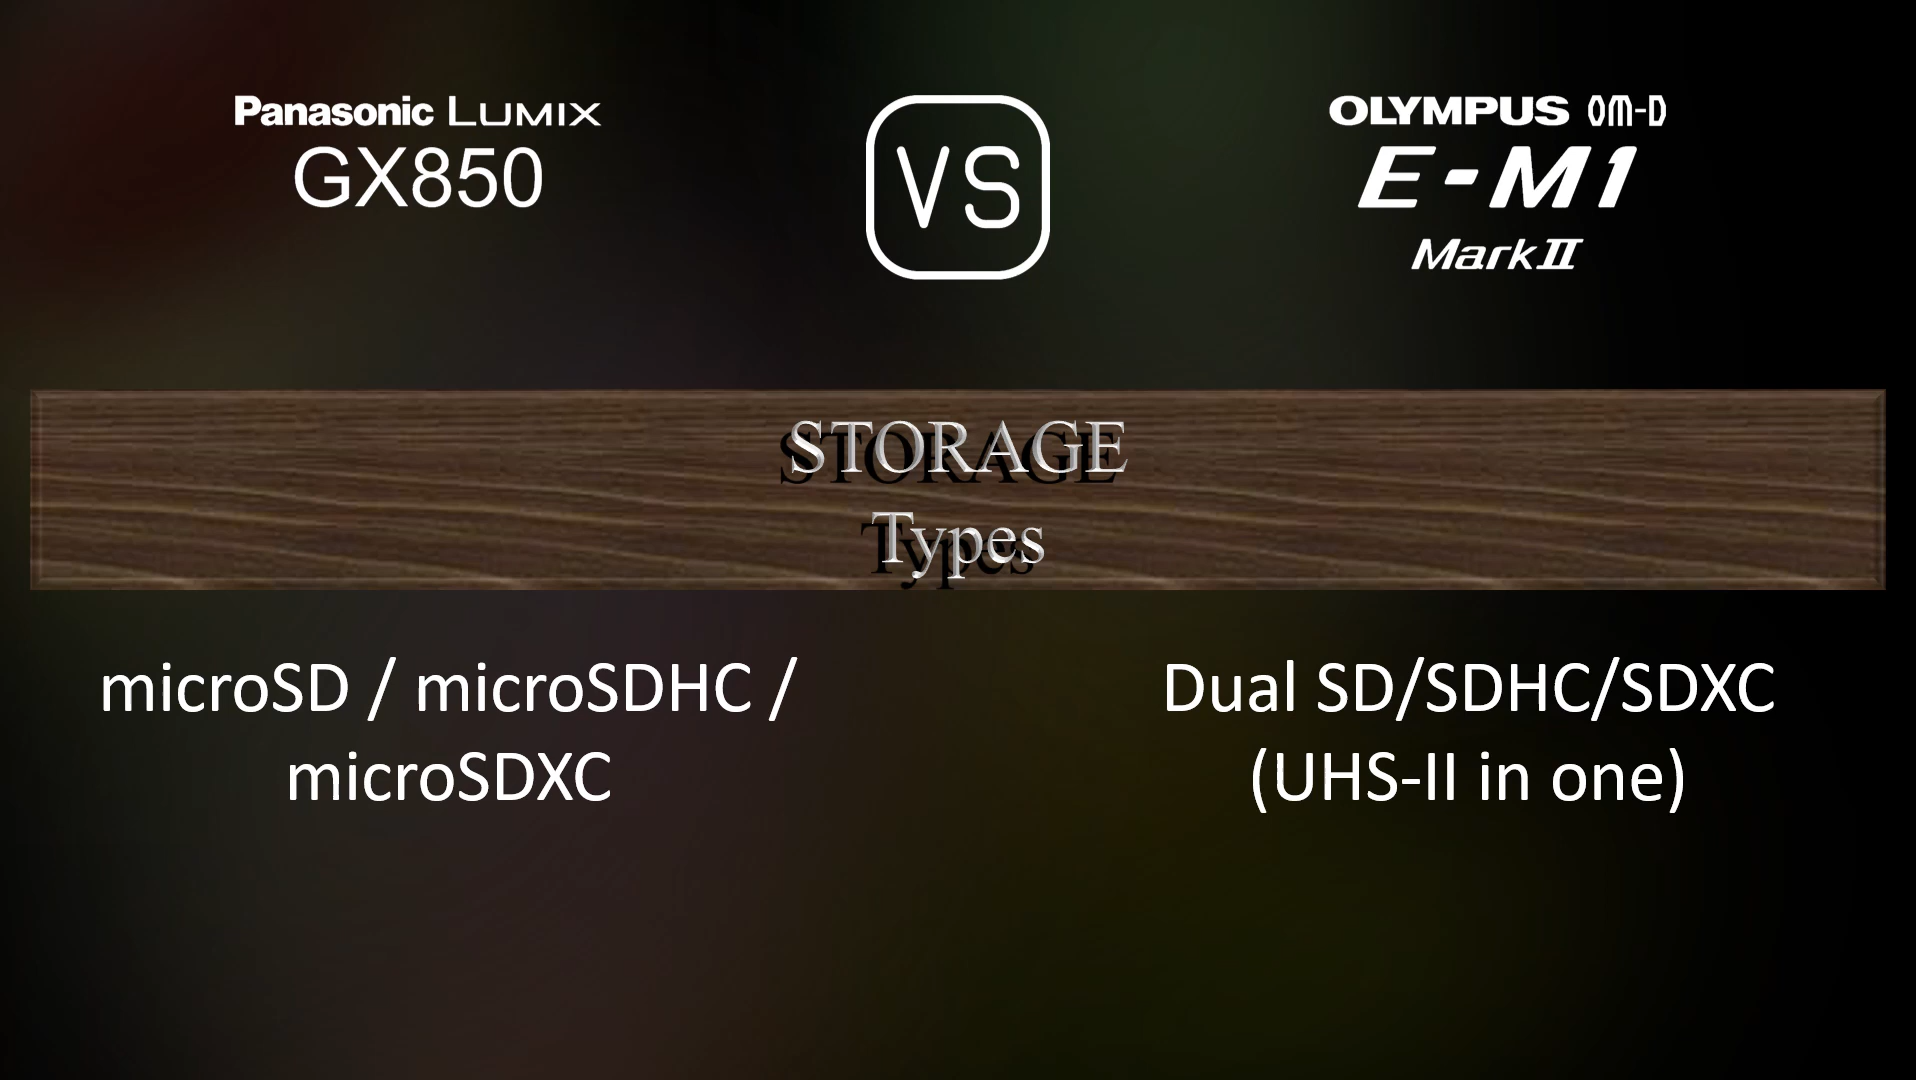 Panasonic LUMIX
GX850
VS
OLYMPUS OM-D
E-M1
Mark II
STORAGE
Types
microSD / microSDHC /
microSDXC
Dual SD/SDHC/SDXC
(UHS-II in one)